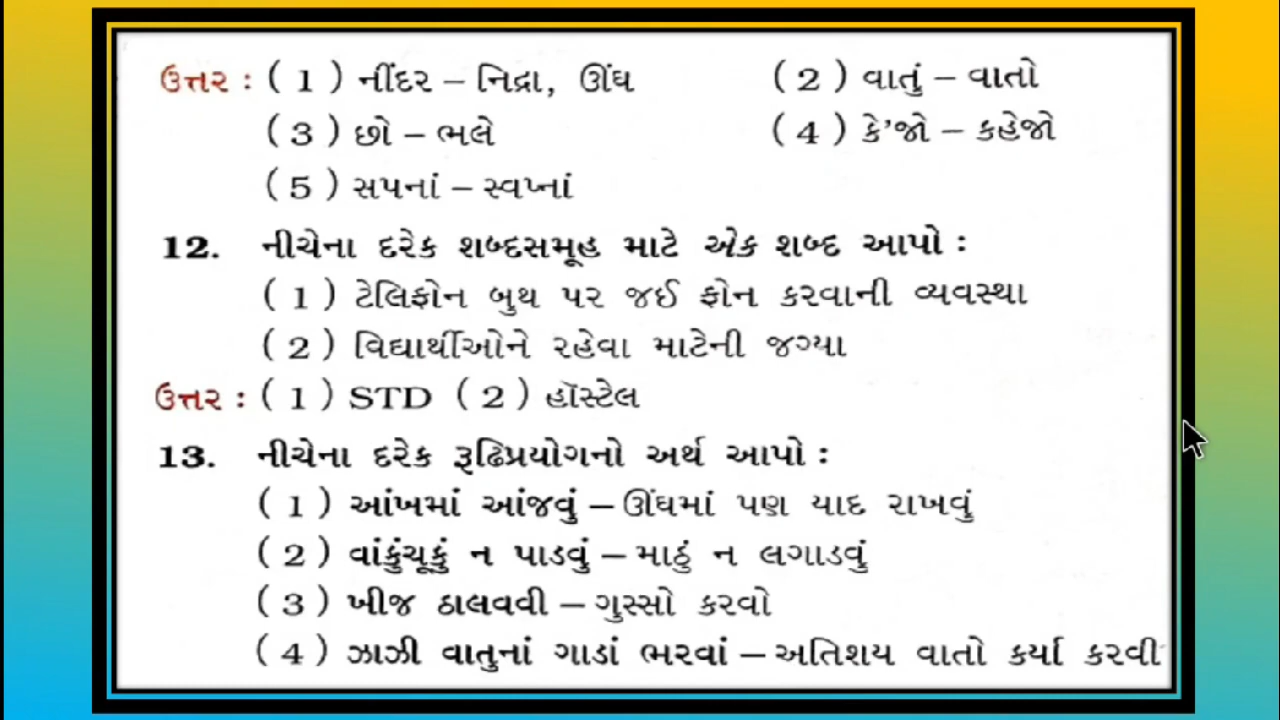 ઉત્તર : ( 1 ) નીંદર – નિદ્રા, ઊંઘ ( 2 ) વાતું – વાતો
( 3 ) છો – ભલે ( 4 ) કે'જો – કહેજો
( 5 ) સપનાં – સ્વપ્નાં
12. નીચેના દરેક શબ્દસમૂહ માટે એક શબ્દ આપો :
( 1 ) ટેલિફોન બુથ પર જઈ ફોન કરવાની વ્યવસ્થા
( 2 ) વિદ્યાર્થીઓને રહેવા માટેની જગ્યા
ઉત્તર : ( 1 ) STD ( 2 ) હૉસ્ટેલ
13. નીચેના દરેક રૂઢિપ્રયોગનો અર્થ આપો :
( 1 ) આંખમાં આંજવું – ઊંઘમાં પણ યાદ રાખવું
( 2 ) વાંકુંચૂકું ન પાડવું – માઠું ન લગાડવું
( 3 ) ખીજ ઠાલવવી – ગુસ્સો કરવો
( 4 ) ઝાઝી વાતુનાં ગાડાં ભરવાં – અતિશય વાતો કર્યા કરવી